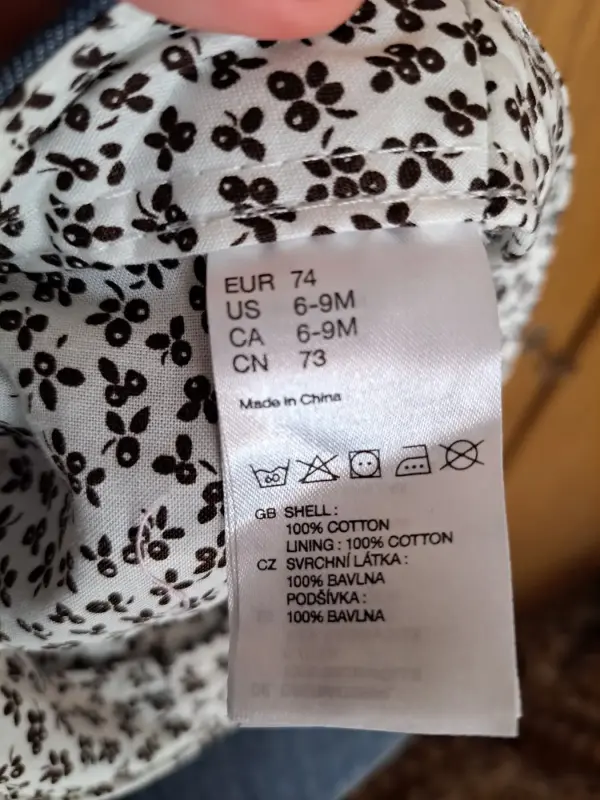 EUR 74
US 6-9M
CA 6-9M
CN 73
Made in China
60
GB SHELL :
100% COTTON
LINING : 100% COTTON
CZ SVRCHNÍ LÁTKA :
100% BAVLNA
PODŠÍVKA :
100% BAVLNA